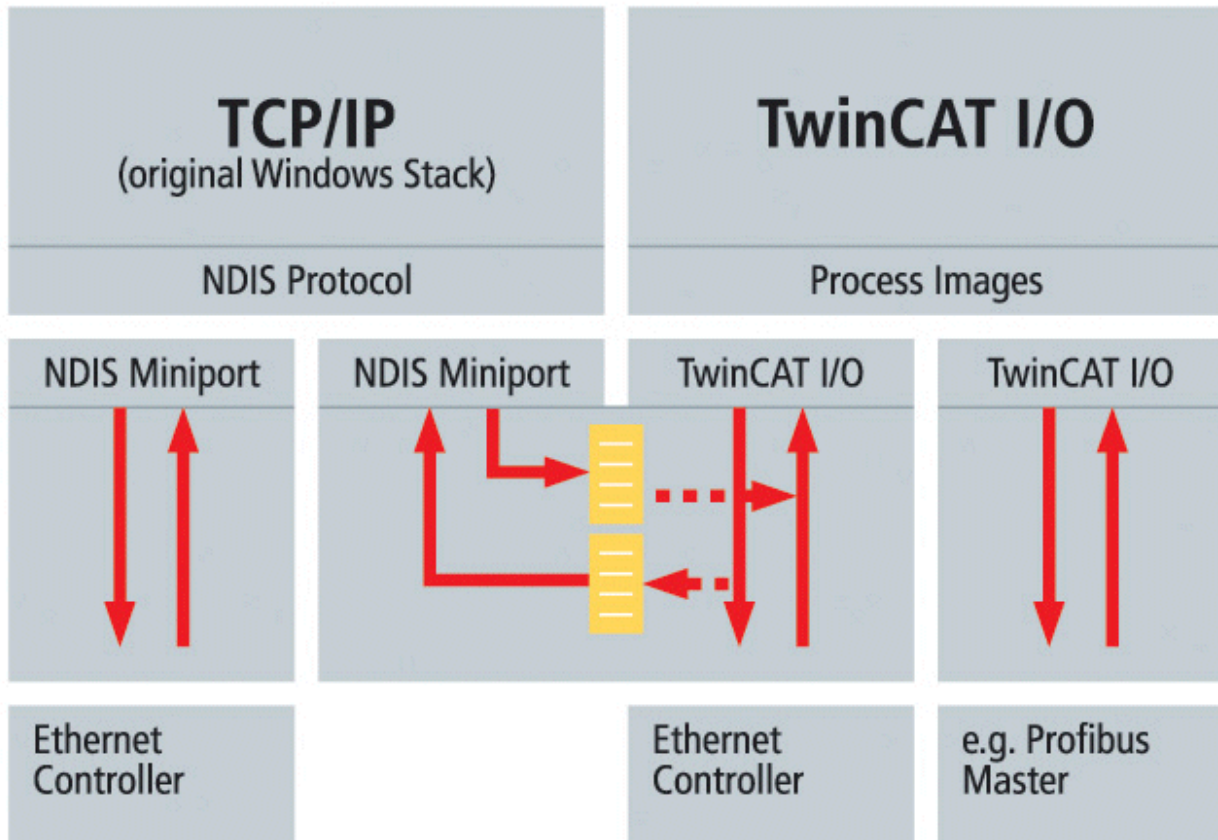 TCP/IP
(original Windows Stack)
NDIS Protocol
TwinCAT I/O
Process Images
NDIS Miniport
NDIS Miniport
TwinCAT I/O
TwinCAT I/O
Ethernet
Controller
Ethernet
Controller
e.g. Profibus
Master